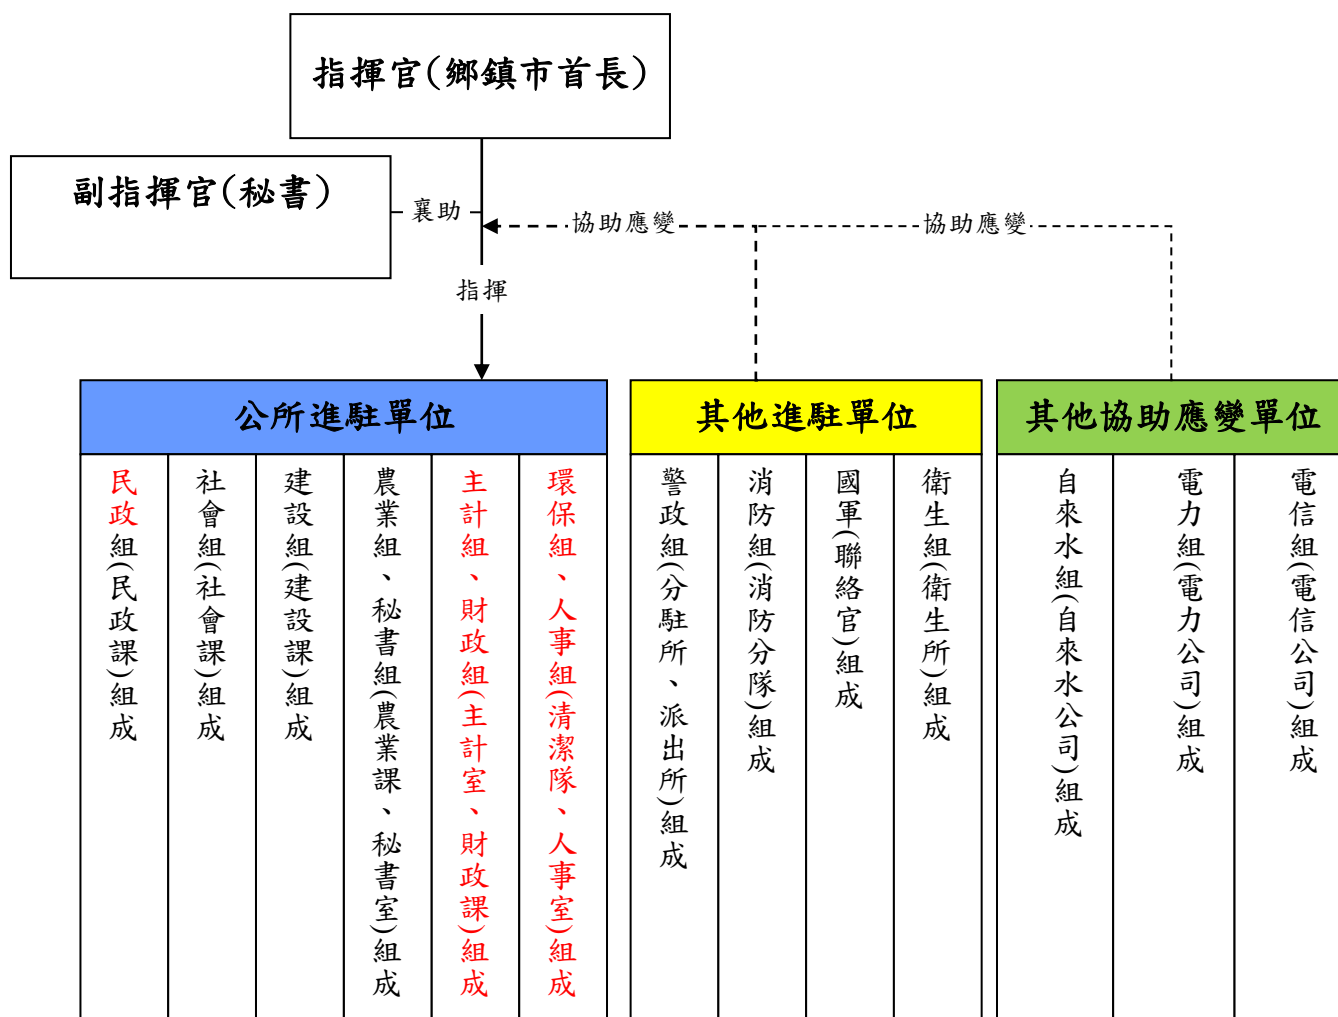 指揮官(鄉鎮市首長)
副指揮官(秘書)
襄助
協助應變
協助應變
指揮
公所進駐單位
其他進駐單位
其他協助應變單位
民政組(民政課)組成
社會組(社會課)組成
建設組(建設課)組成
農業組、秘書組(農業課、秘書室)組成
主計組、財政組(主計室、財政課)組成
環保組、人事組(清潔隊、人事室)組成
警政組(分駐所、派出所)組成
消防組(消防分隊)組成
國軍(聯絡官)組成
衛生組(衛生所)組成
自來水組(自來水公司)組成
電力組(電力公司)組成
電信組(電信公司)組成